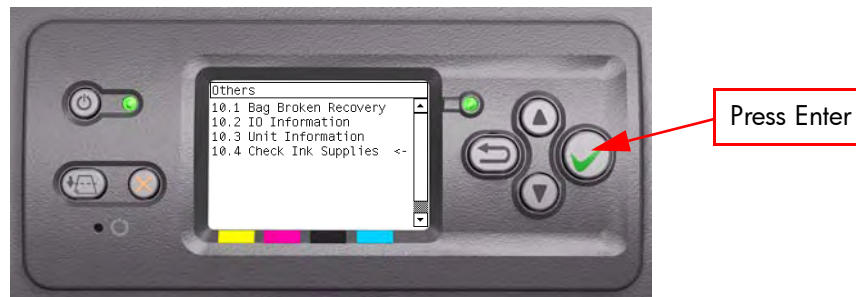 Others
10.1 Bag Broken Recovery
10.2 IO Information
10.3 Unit Information
10.4 Check Ink Supplies <-
Press Enter